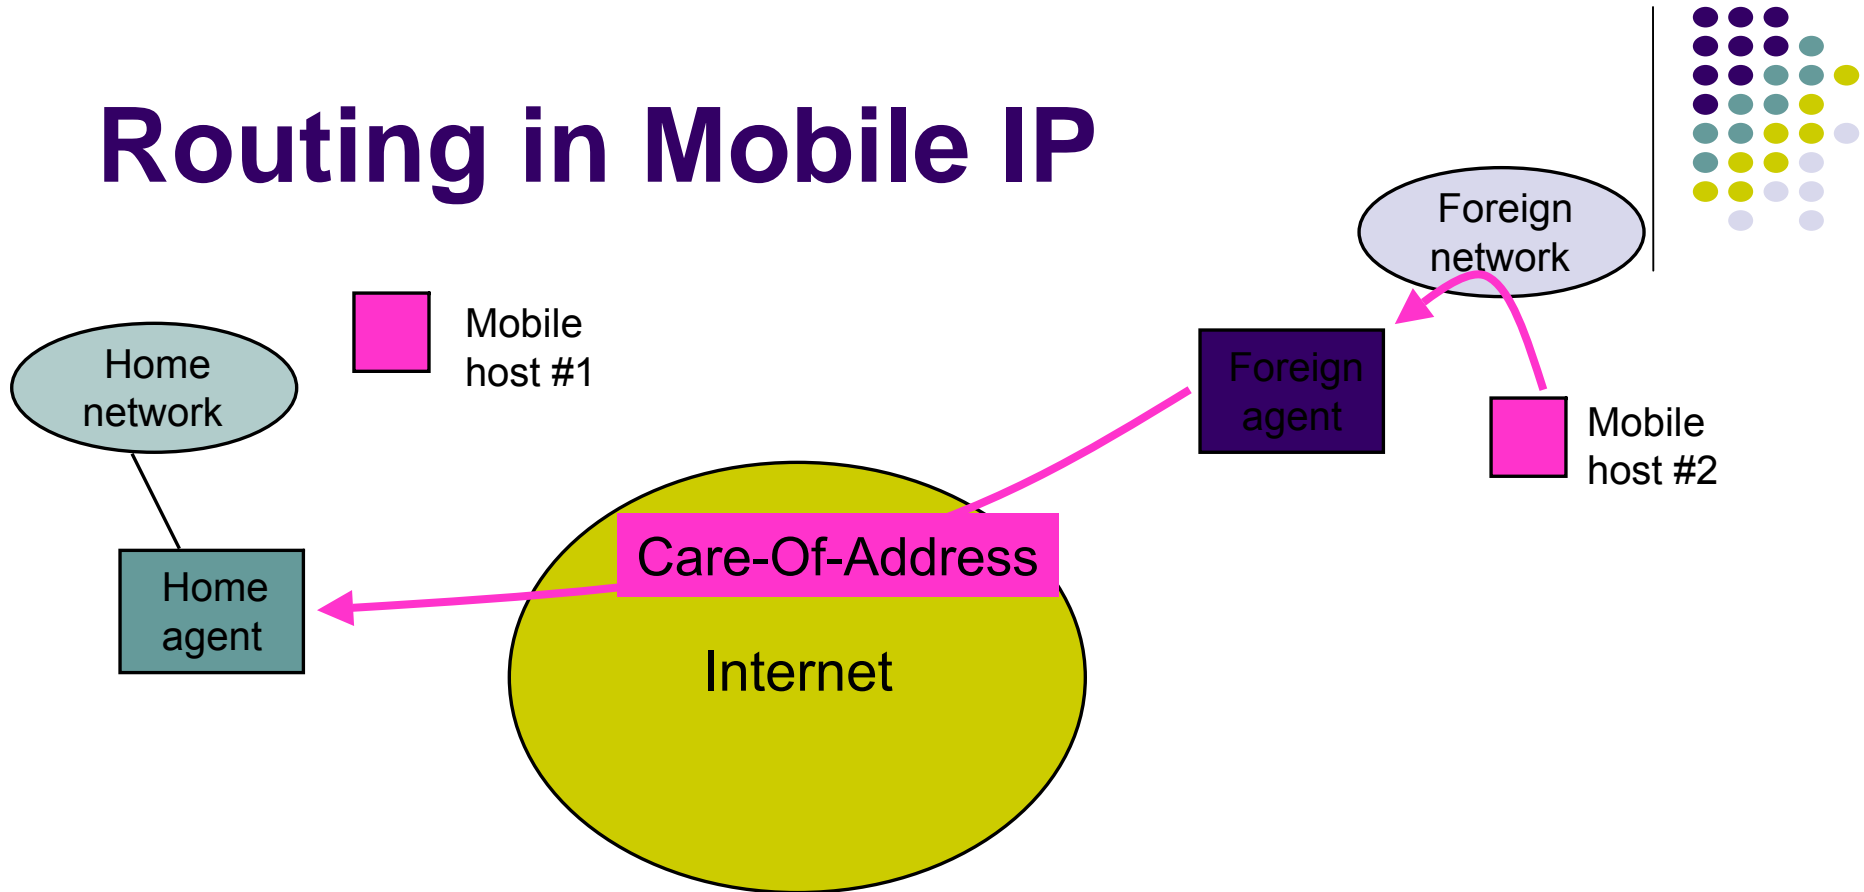 Routing in Mobile IP
Foreign
network
Mobile
host #1
Home
network
Foreign
agent
Mobile
host #2
Care-Of-Address
Home
agent
Internet